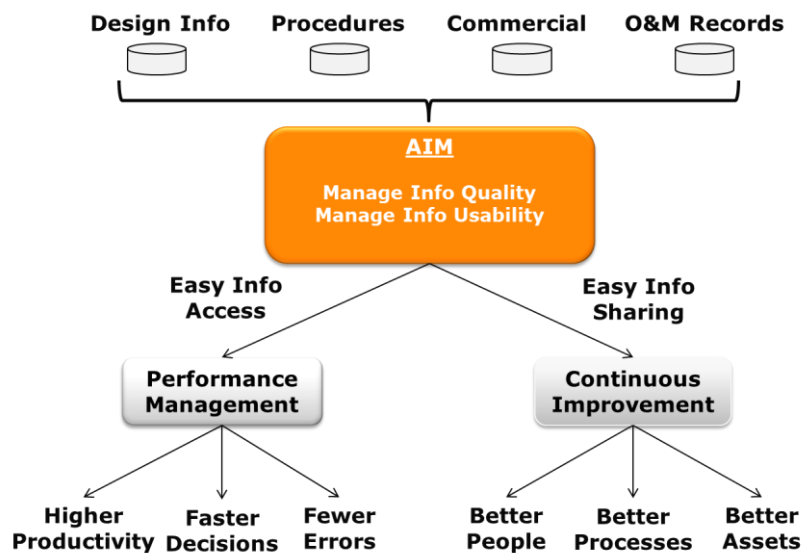 Design Info
Procedures
Commercial
O&M Records
AIM
Manage Info Quality
Manage Info Usability
Easy Info
Access
Easy Info
Sharing
Performance
Management
Continuous
Improvement
Higher
Productivity
Faster
Decisions
Fewer
Errors
Better
People
Better
Processes
Better
Assets